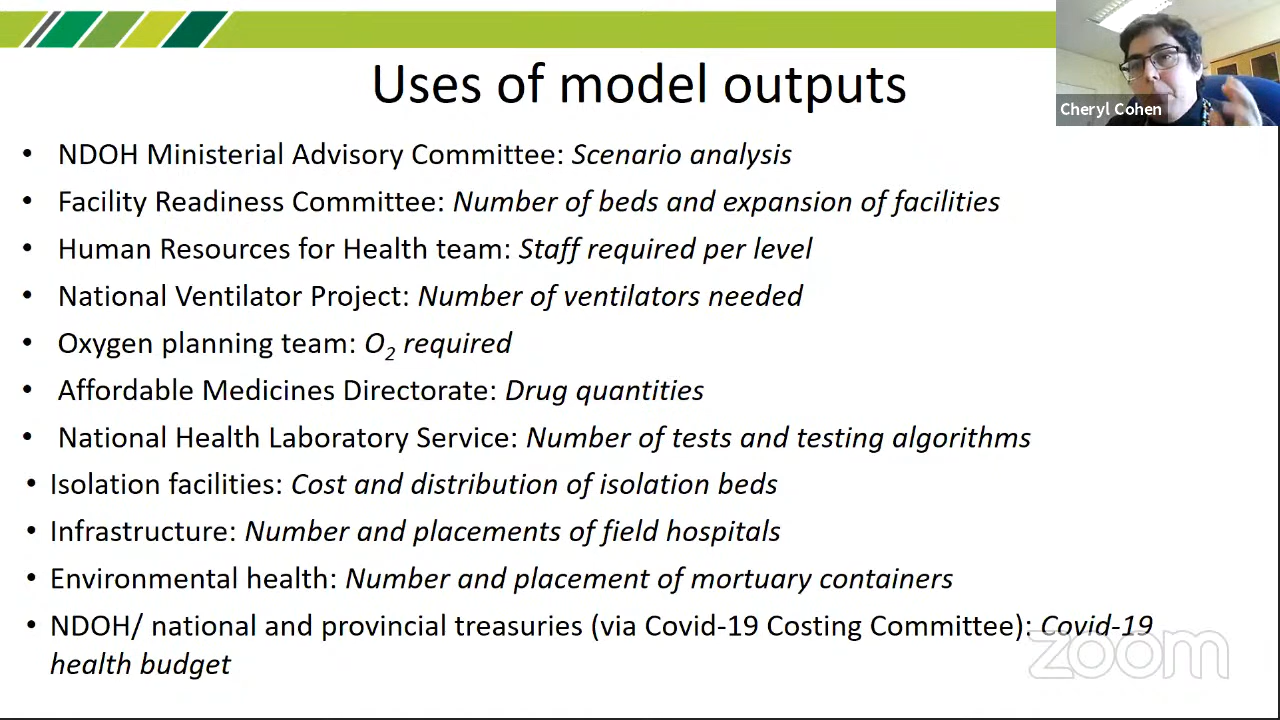 Uses of model outputs
Cheryl Cohen
• NDOH Ministerial Advisory Committee: Scenario analysis
• Facility Readiness Committee: Number of beds and expansion of facilities
• Human Resources for Health team: Staff required per level
• National Ventilator Project: Number of ventilators needed
• Oxygen planning team: O₂ required
• Affordable Medicines Directorate: Drug quantities
• National Health Laboratory Service: Number of tests and testing algorithms
• Isolation facilities: Cost and distribution of isolation beds
• Infrastructure: Number and placements of field hospitals
• Environmental health: Number and placement of mortuary containers
• NDOH/ national and provincial treasuries (via Covid-19 Costing Committee): Covid-19
health budget
zoom